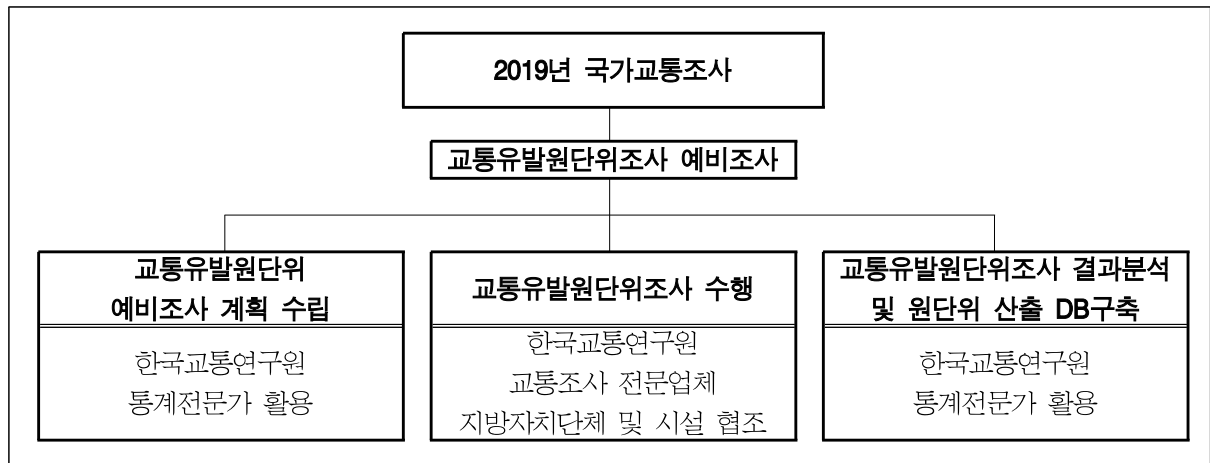 2019년 국가교통조사
교통유발원단위조사 예비조사
교통유발원단위
예비조사 계획 수립
한국교통연구원
통계전문가 활용
교통유발원단위조사 수행
한국교통연구원
교통조사 전문업체
지방자치단체 및 시설 협조
교통유발원단위조사 결과분석
및 원단위 산출 DB구축
한국교통연구원
통계전문가 활용